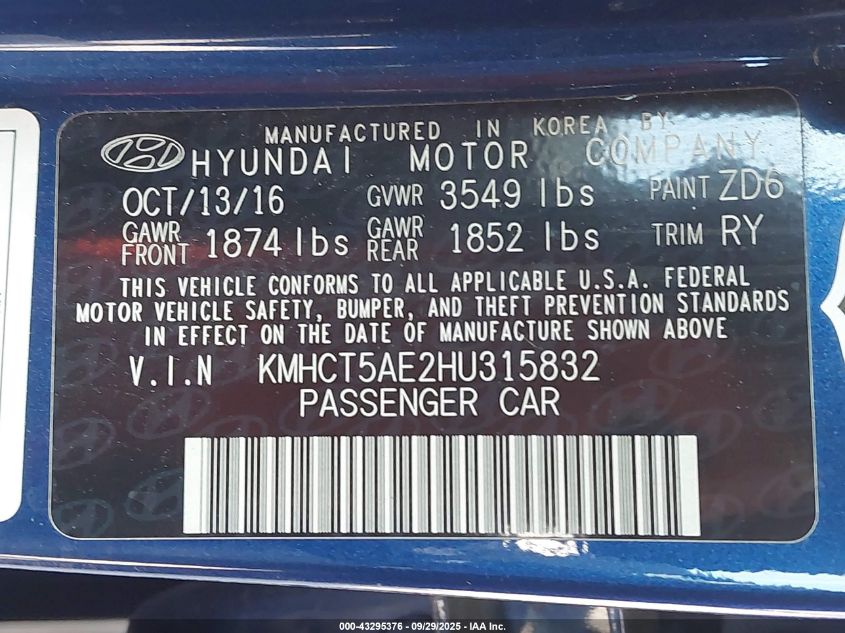 MANUFACTURED IN KOREA BY
HYUNDAI MOTOR COMPANY
OCT/13/16 GVWR 3549 lbs PAINT ZD6
GAWR FRONT 1874 lbs GAWR REAR 1852 lbs TRIM RY
THIS VEHICLE CONFORMS TO ALL APPLICABLE U.S.A. FEDERAL
MOTOR VEHICLE SAFETY, BUMPER, AND THEFT PREVENTION STANDARDS
IN EFFECT ON THE DATE OF MANUFACTURE SHOWN ABOVE
V.I.N KMHCT5AE2HU315832
PASSENGER CAR
000-43295376 - 09/29/2025 - IAA Inc.